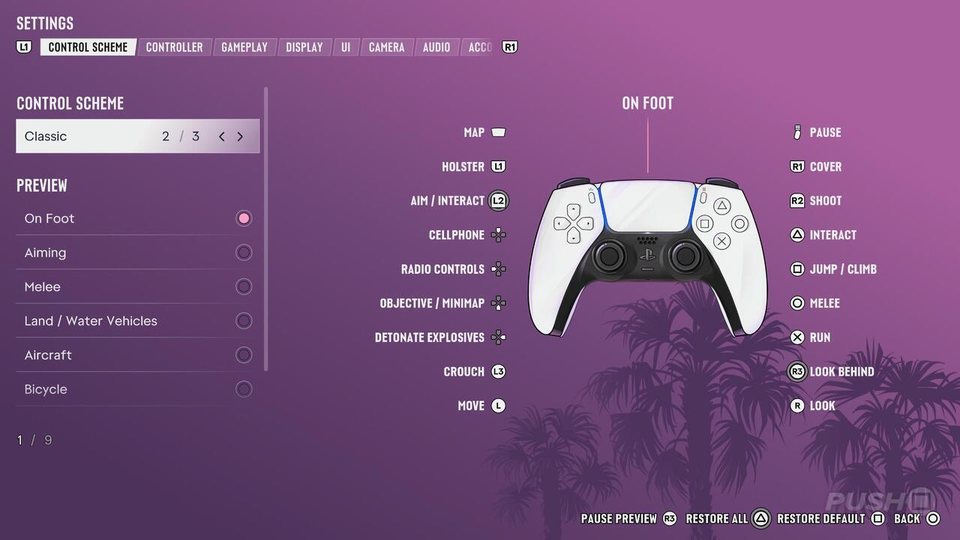 SETTINGS
L1 CONTROL SCHEME CONTROLLER GAMEPLAY DISPLAY UI CAMERA AUDIO ACCO R1
CONTROL SCHEME
Classic 2 / 3
PREVIEW
On Foot
Aiming
Melee
Land / Water Vehicles
Aircraft
Bicycle
1 / 9
ON FOOT
MAP
HOLSTER L1
AIM / INTERACT L2
CELLPHONE
RADIO CONTROLS
OBJECTIVE / MINIMAP
DETONATE EXPLOSIVES
CROUCH L3
MOVE L
PAUSE
R1 COVER
R2 SHOOT
INTERACT
JUMP / CLIMB
MELEE
RUN
R3 LOOK BEHIND
R LOOK
PUSH
PAUSE PREVIEW R3 RESTORE ALL RESTORE DEFAULT BACK